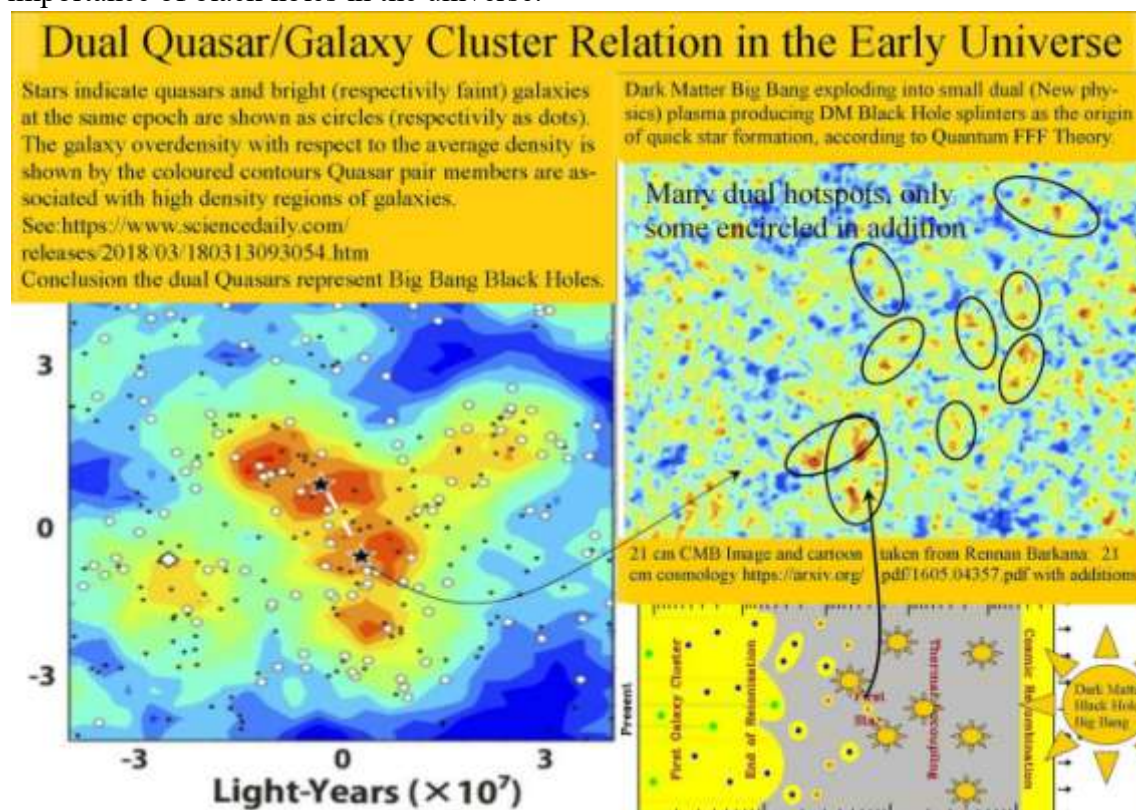 importance of black holes in the universe.
Dual Quasar/Galaxy Cluster Relation in the Early Universe
Stars indicate quasars and bright (respectivily faint) galaxies
at the same epoch are shown as circles (respectivily as dots).
The galaxy overdensity with respect to the average density is
shown by the coloured contours Quasar pair members are as-
sociated with high density regions of galaxies.
See:https://www.sciencedaily.com/
releases/2018/03/180313093054.htm
Conclusion the dual Quasars represent Big Bang Black Holes.
Dark Matter Big Bang exploding into small dual (New phy-
sics) plasma producing DM Black Hole splinters as the origin
of quick star formation, according to Quantum FFF Theory
Many dual hotspots, only
some encircled in addition
3
0
-3
-3
0
3
Light-Years (×10⁷)
21 cm CMB Image and cartoon taken from Rennan Barkana: 21
cm cosmology https://arxiv.org/ pdf/1605.04357.pdf with additions
Present
First Galaxy Cluster
End of Reionisation
First
Thermal
Cosmic Recombination
Dark Matter
Black Hole
Big Bang